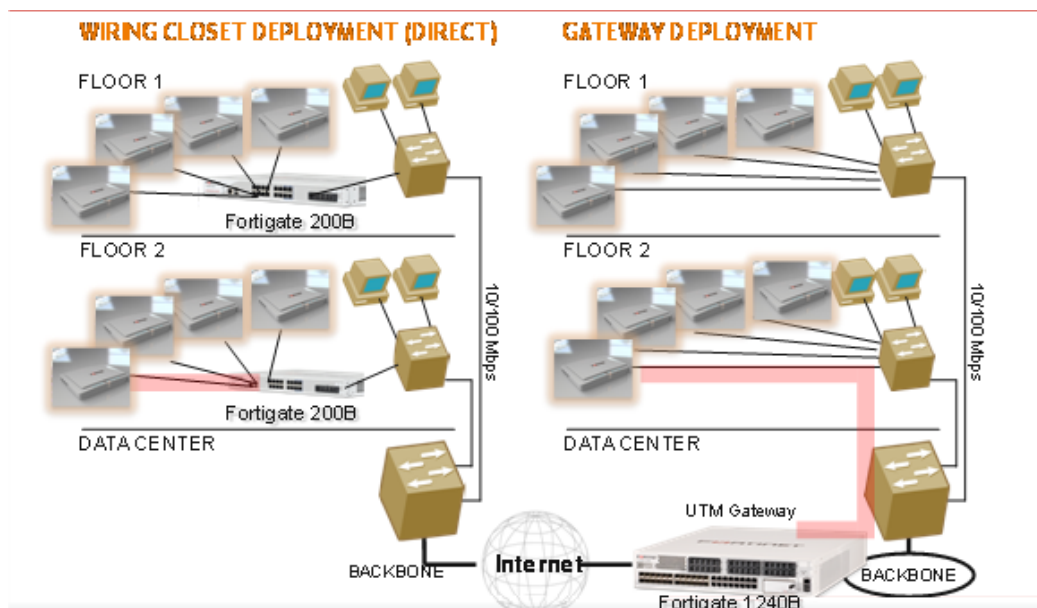 WIRING CLOSET DEPLOYMENT (DIRECT)
FLOOR 1
Fortigate 200B
FLOOR 2
Fortigate 200B
DATA CENTER
10/100 Mbps
BACKBONE
Internet
GATEWAY DEPLOYMENT
FLOOR 1
FLOOR 2
DATA CENTER
10/100 Mbps
UTM Gateway
FORTINET
BACKBONE
Fortigate 1240B